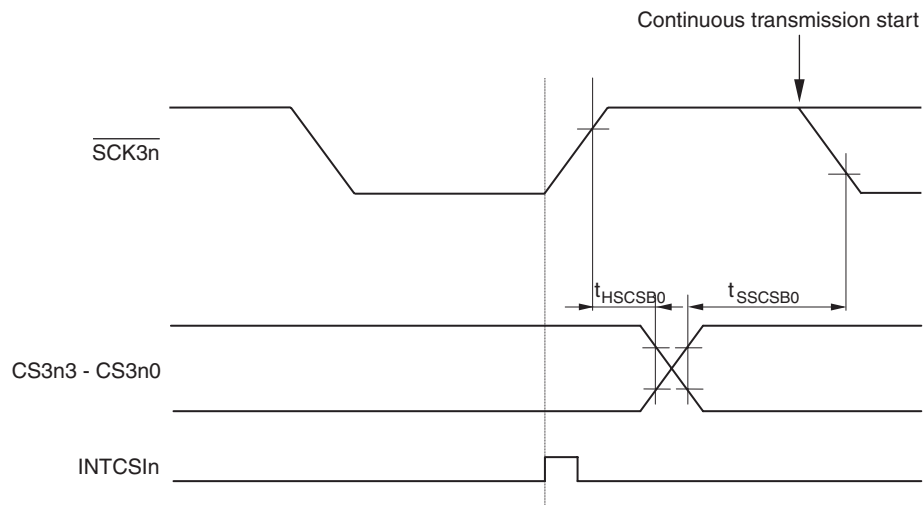 Continuous transmission start
SCK3n
tHSCSB0
tSSCSB0
CS3n3 - CS3n0
INTCSIn